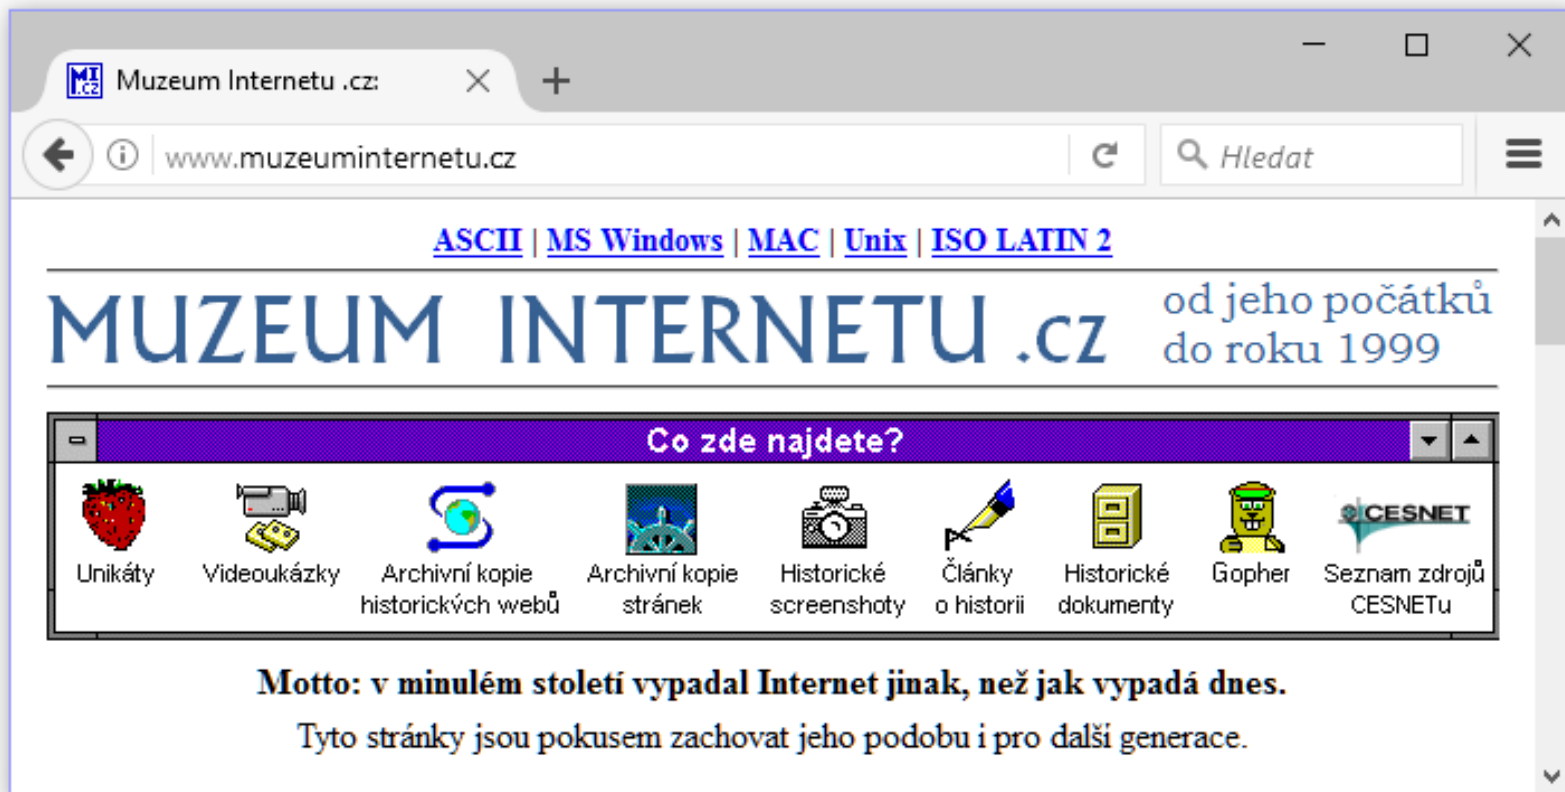 MI .CZ Muzeum Internetu .cz:
www.muzeuminternetu.cz Hledat
ASCII | MS Windows | MAC | Unix | ISO LATIN 2
MUZEUM INTERNETU .cz
od jeho počátků
do roku 1999
Co zde najdete?
Unikáty
Videoukázky
Archivní kopie
historických webů
Archivní kopie
stránek
Historické
screenshoty
Články
o historii
Historické
dokumenty
Gopher
CESNET
Seznam zdrojů
CESNETu
Motto: v minulém století vypadal Internet jinak, než jak vypadá dnes.
Tyto stránky jsou pokusem zachovat jeho podobu i pro další generace.